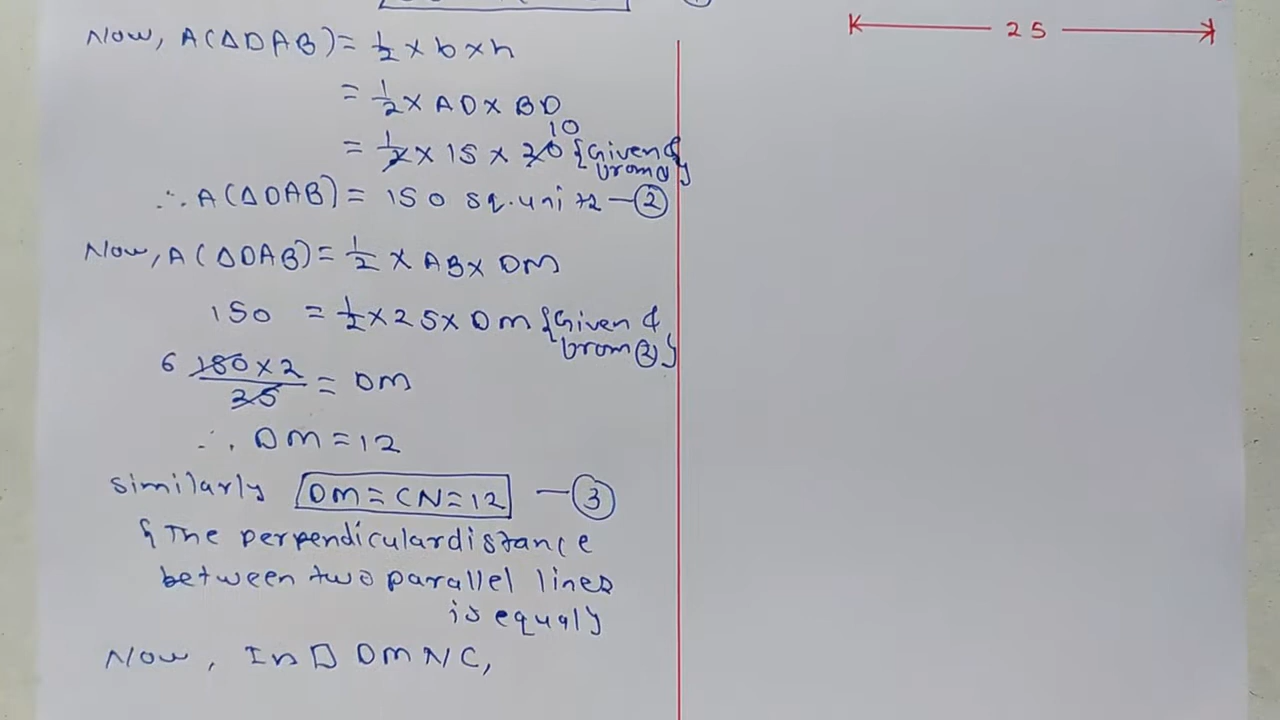 Now, A(ΔDAB) = 1/2 × b × h
= 1/2 × AD × BD
10
= 1/2 × 15 × 20 {Given &
from ①}
∴ A(ΔDAB) = 150 sq.units — ②
Now, A(ΔDAB) = 1/2 × AB × DM
150 = 1/2 × 25 × DM {Given &
from ②}
6 150 × 2 / 25 = DM
∴ DM = 12
similarly DM = CN = 12 — ③
{The perpendicular distance
between two parallel lines
is equal}
Now, In □ DMNC,
25